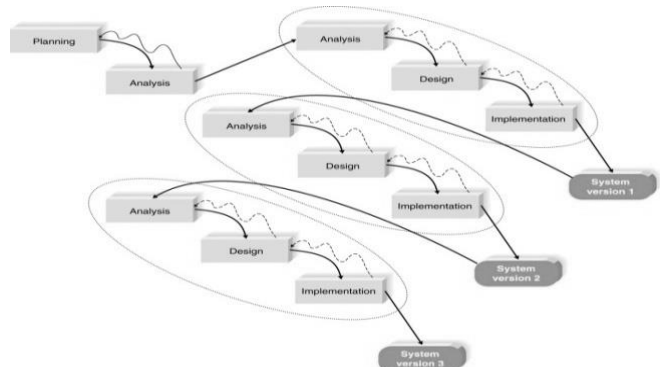 Planning
Analysis
Analysis
Design
Implementation
System
version 1
Analysis
Design
Implementation
System
version 2
Analysis
Design
Implementation
System
version 3